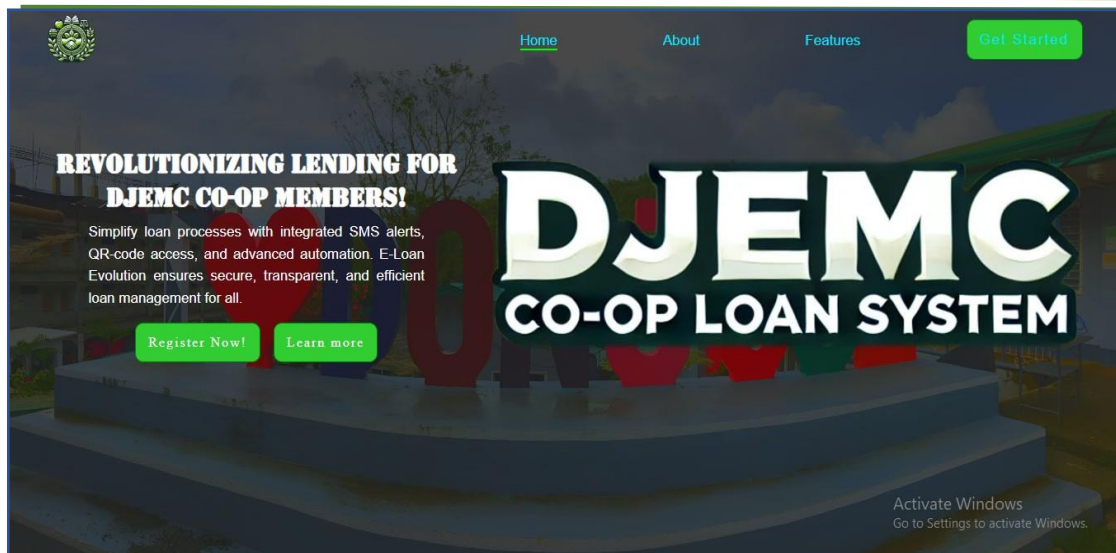 Home
About
Features
Get Started
REVOLUTIONIZING LENDING FOR
DJEMC CO-OP MEMBERS!
Simplify loan processes with integrated SMS alerts,
QR-code access, and advanced automation. E-Loan
Evolution ensures secure, transparent, and efficient
loan management for all.
Register Now!
Learn more
DJEMC
CO-OP LOAN SYSTEM
Activate Windows
Go to Settings to activate Windows.